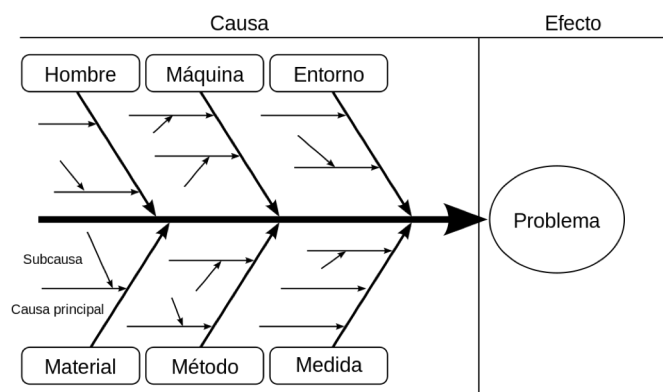 Causa
Efecto
Hombre
Máquina
Entorno
Problema
Subcausa
Causa principal
Material
Método
Medida